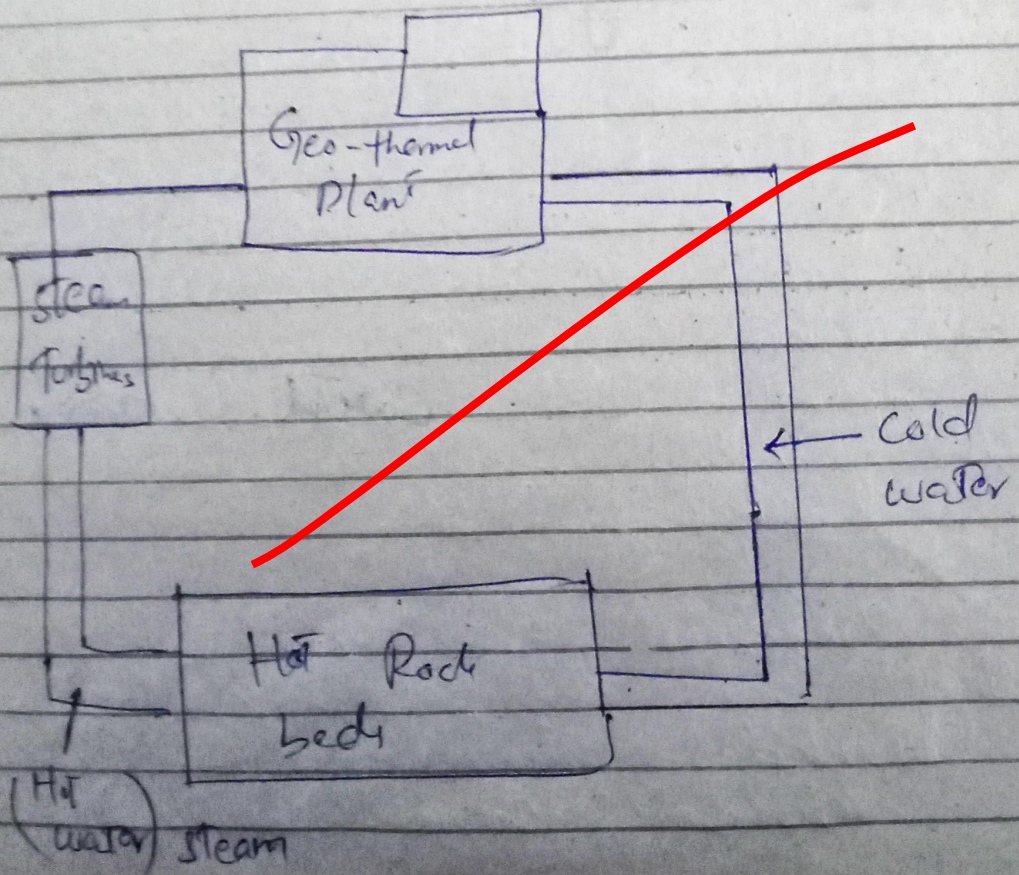 Geo-thermal
Plant
Steam
Turbines
Cold
water
Hot Rock
beds
(Hot
water) steam